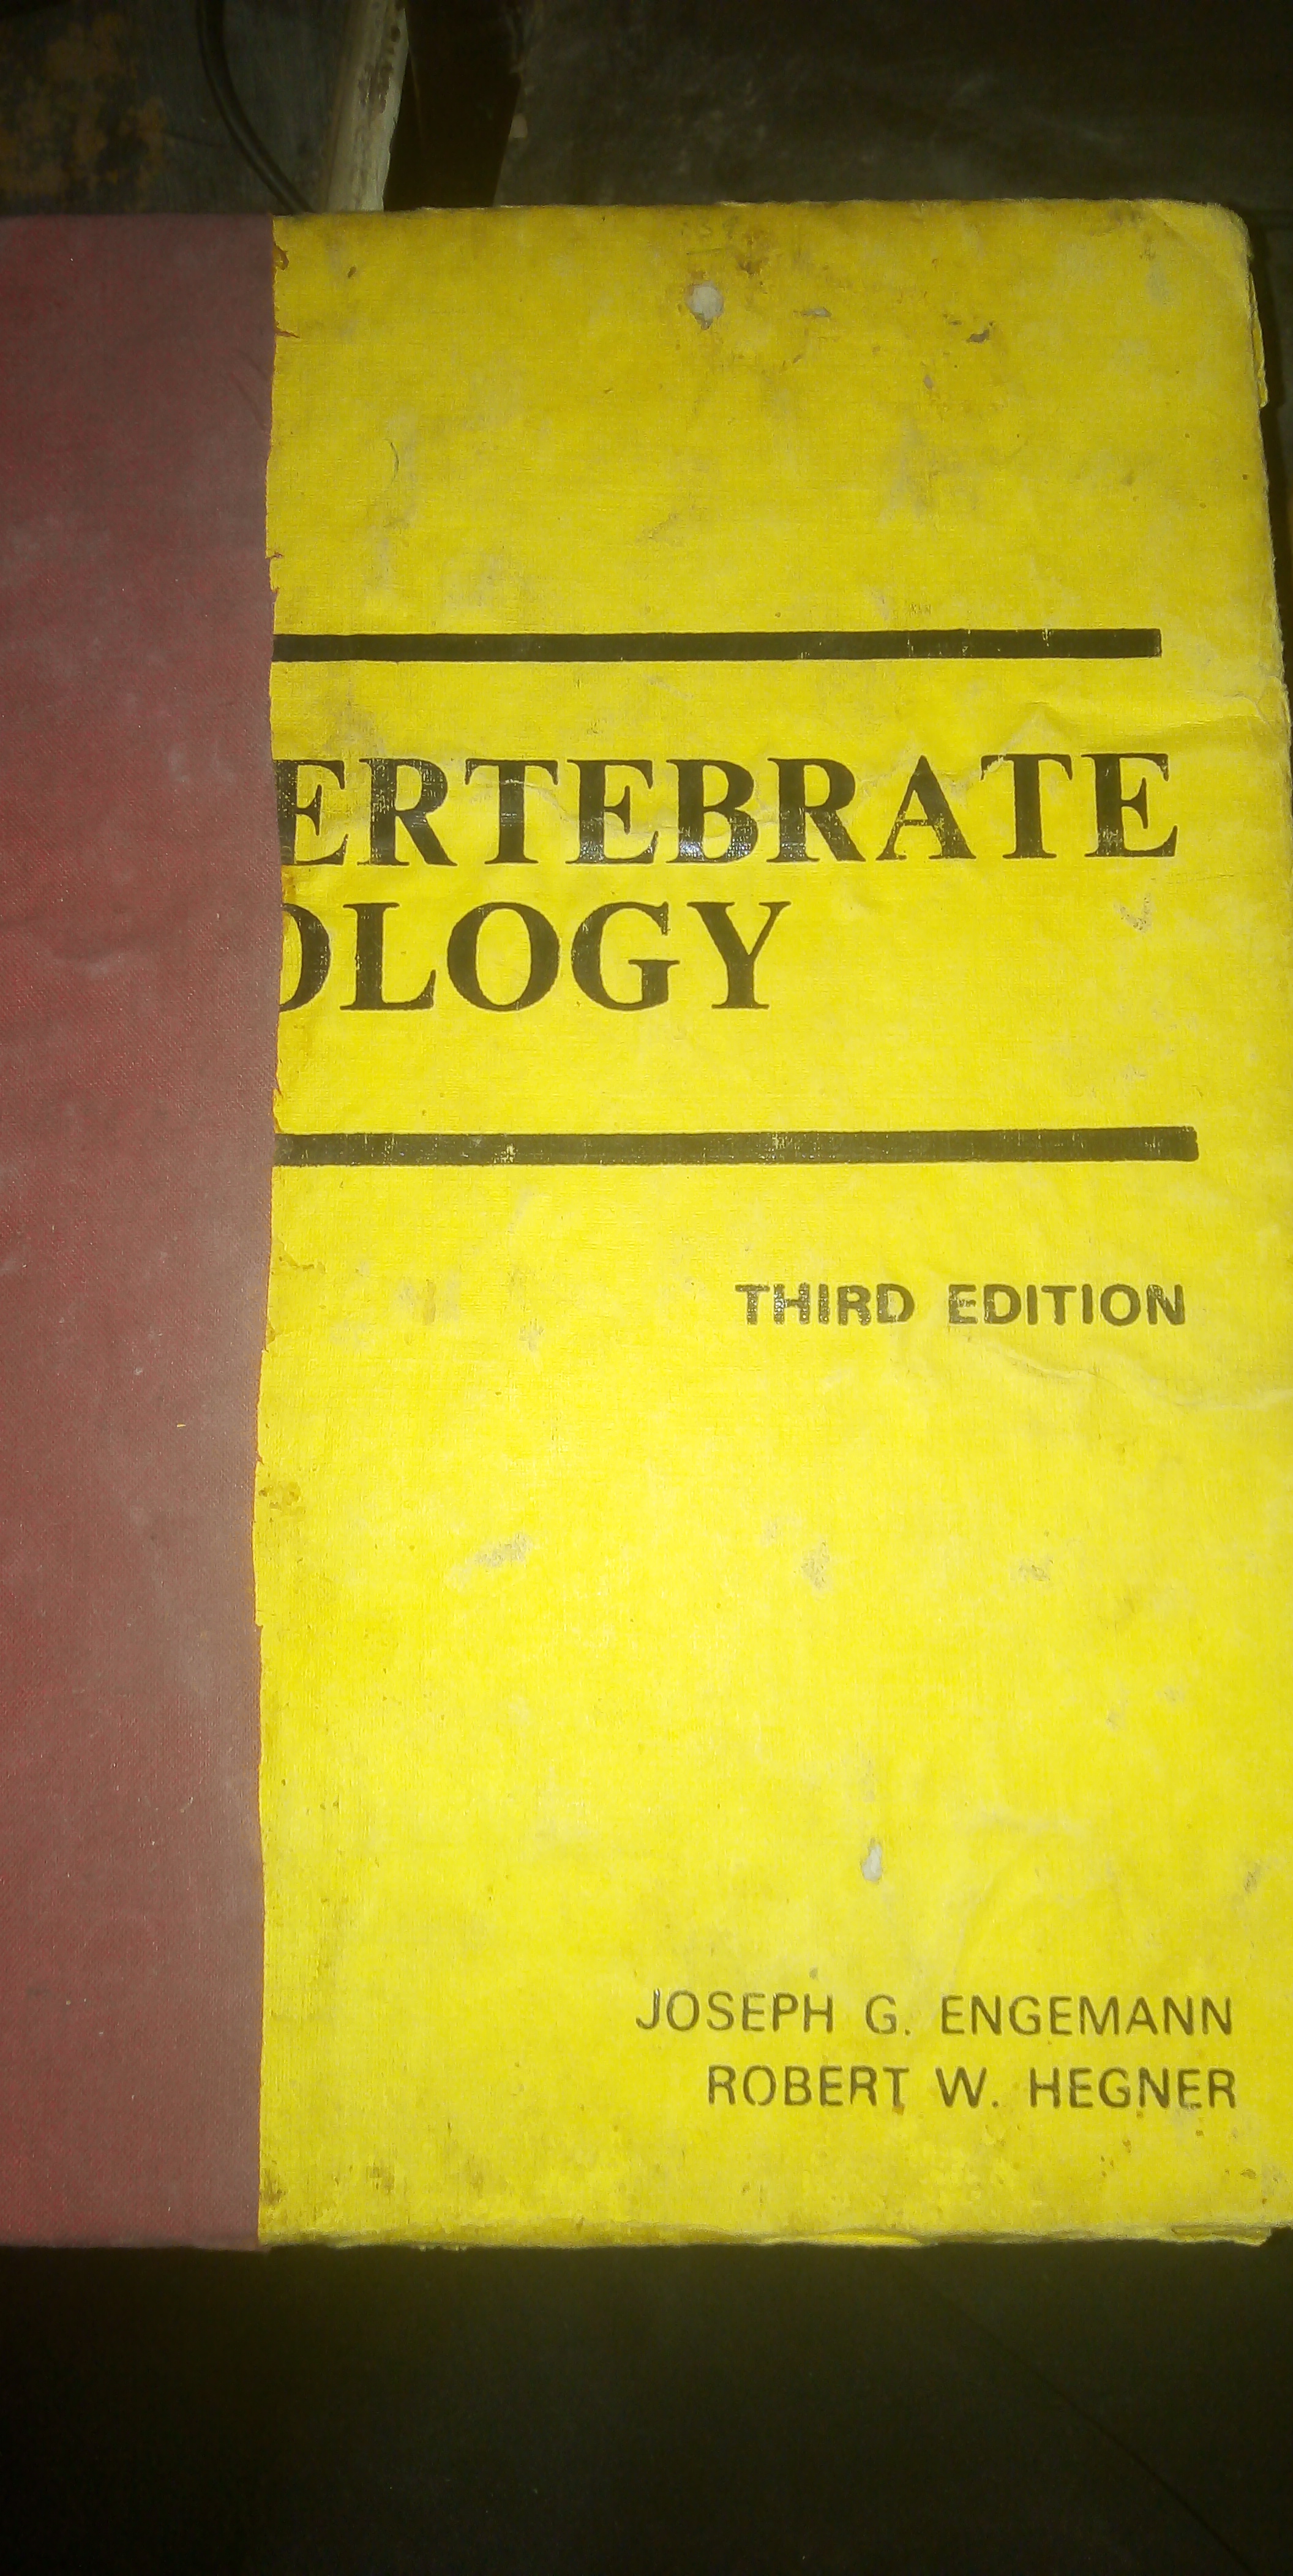 ERTEBRATE
OLOGY
THIRD EDITION
JOSEPH G. ENGEMANN
ROBERT W. HEGNER